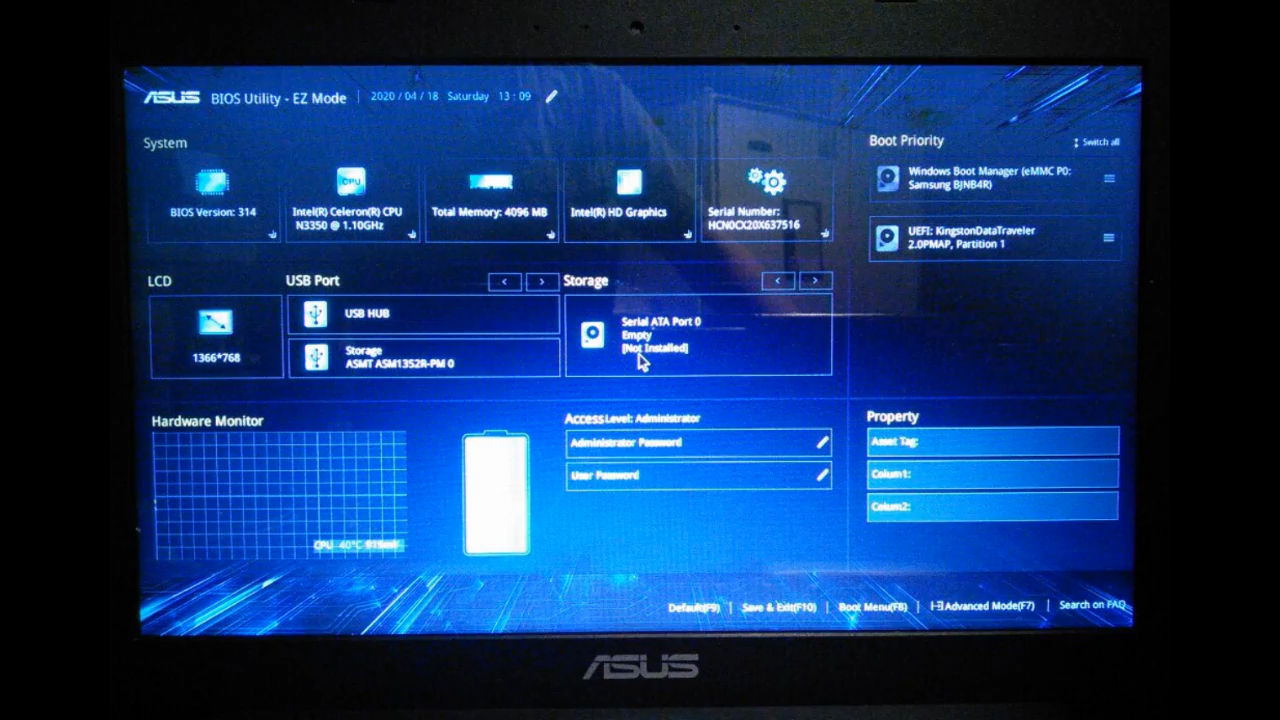 ASUS BIOS Utility - EZ Mode 2020 / 04 / 18 Saturday 13 : 09
System
BIOS Version: 314
Intel(R) Celeron(R) CPU
N3350 @ 1.10GHz
Total Memory: 4096 MB
Intel(R) HD Graphics
Serial Number:
HCN0CX20X637516
CPU
Boot Priority
Switch all
Windows Boot Manager (eMMC P0:
Samsung BJNB4R)
UEFI: KingstonDataTraveler
2.0PMAP, Partition 1
LCD
1366*768
USB Port < >
USB HUB
Storage
ASMT ASM1352R-PM 0
Storage < >
Serial ATA Port 0
Empty
[Not Installed]
Hardware Monitor
CPU 40°C
Access Level: Administrator
Administrator Password
User Password
Property
Asset Tag:
Colum1:
Colum2:
Default(F9) | Save & Exit(F10) | Boot Menu(F8) | Advanced Mode(F7) | Search on FAQ
ASUS